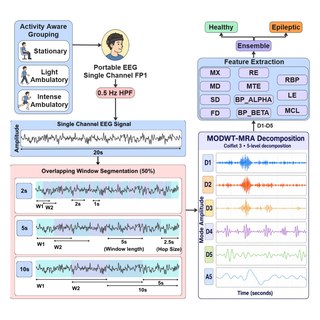 Activity Aware
Grouping
Stationary
Light
Ambulatory
Intense
Ambulatory
Portable EEG
Single Channel FP1
0.5 Hz HPF
Single Channel EEG Signal
Amplitude
20s
Overlapping Window Segmentation (50%)
2s
W1
W2
2s
1s
5s
W1
W2
5s
(Window length)
2.5s
(Hop Size)
10s
W1
W2
10s
5s
Healthy
Epileptic
Ensemble
Feature Extraction
MX
RE
RBP
MD
MTE
SD
BP_ALPHA
LE
FD
BP_BETA
MCL
D1-D5
MODWT-MRA Decomposition
Coiflet 3 • 5-level decomposition
Mode Amplitude
D1
D2
D3
D4
D5
A5
Time (seconds)